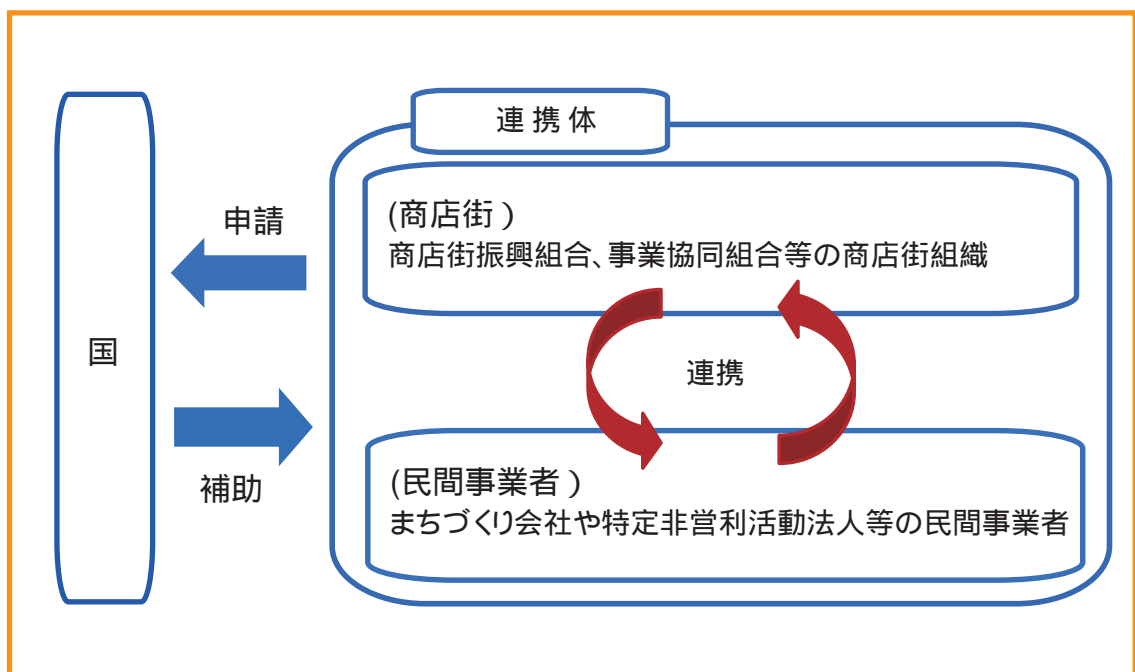 連携体
(商店街)
商店街振興組合、事業協同組合等の商店街組織
申請
国
連携
補助
(民間事業者)
まちづくり会社や特定非営利活動法人等の民間事業者